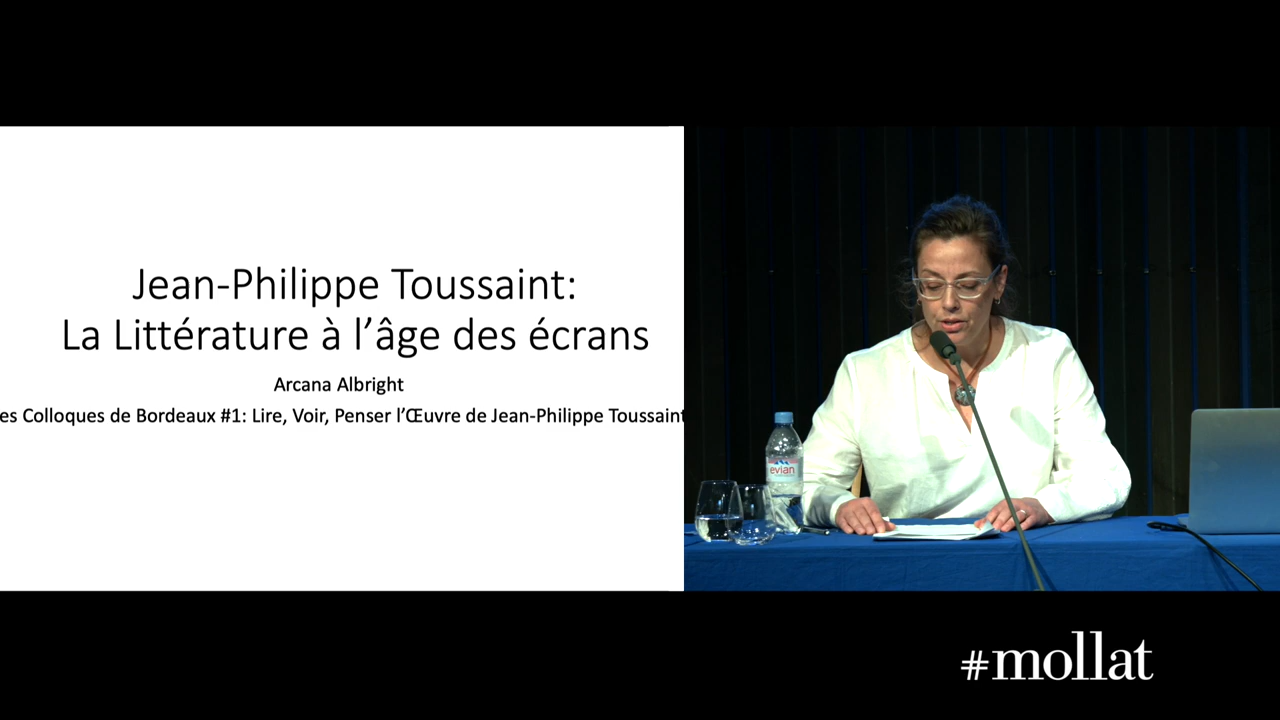 Jean-Philippe Toussaint:
La Littérature à l’âge des écrans
Arcana Albright
es Colloques de Bordeaux #1: Lire, Voir, Penser l’Œuvre de Jean-Philippe Toussaint
evian
#mollat